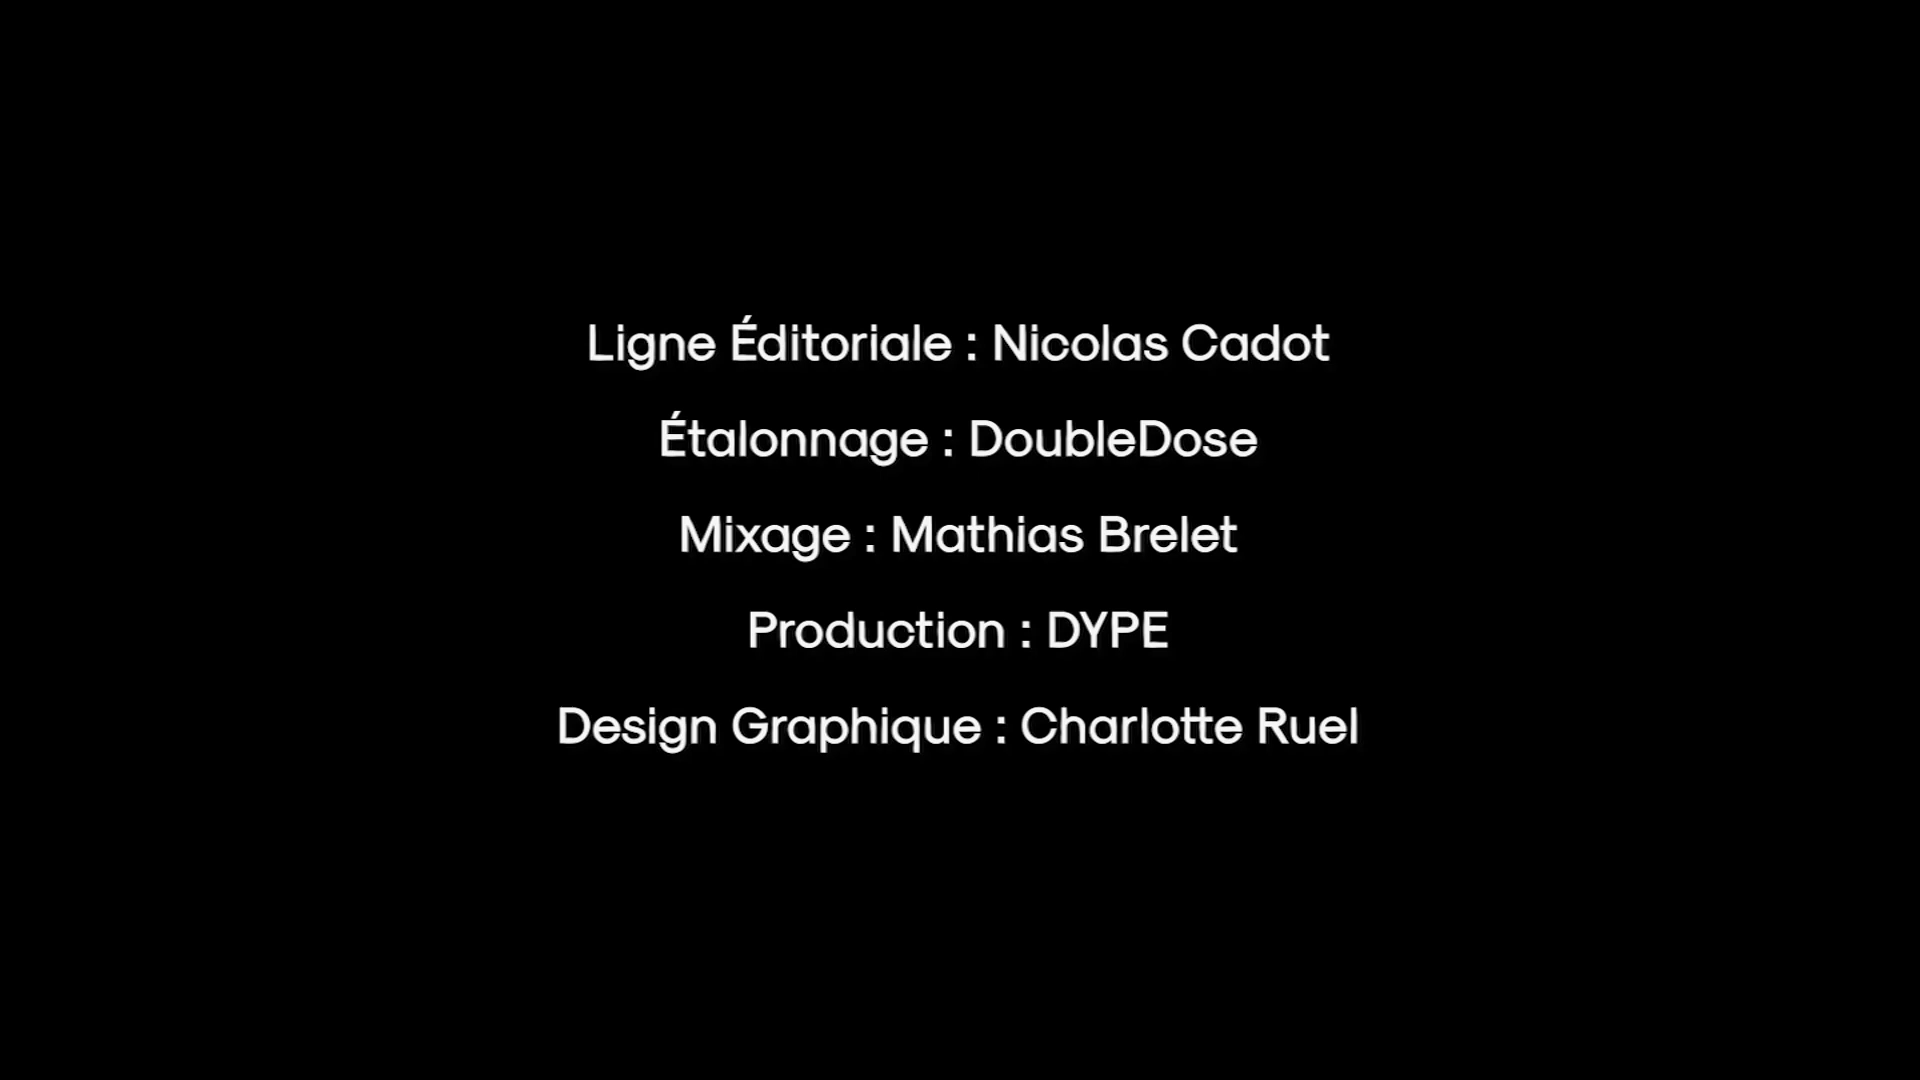 Ligne Éditoriale : Nicolas Cadot
Étalonnage : DoubleDose
Mixage : Mathias Brelet
Production : DYPE
Design Graphique : Charlotte Ruel